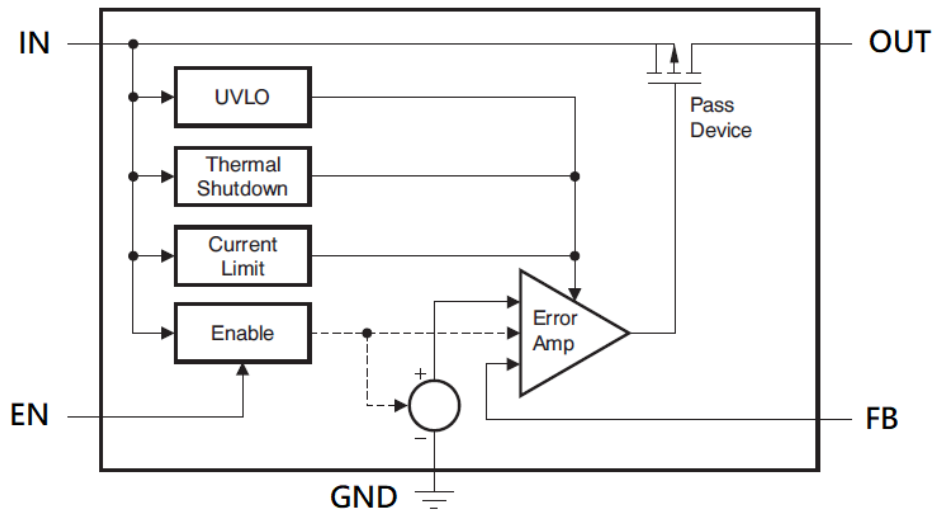 IN
OUT
UVLO
Pass
Device
Thermal
Shutdown
Current
Limit
Enable
Error
Amp
+
−
EN
FB
GND